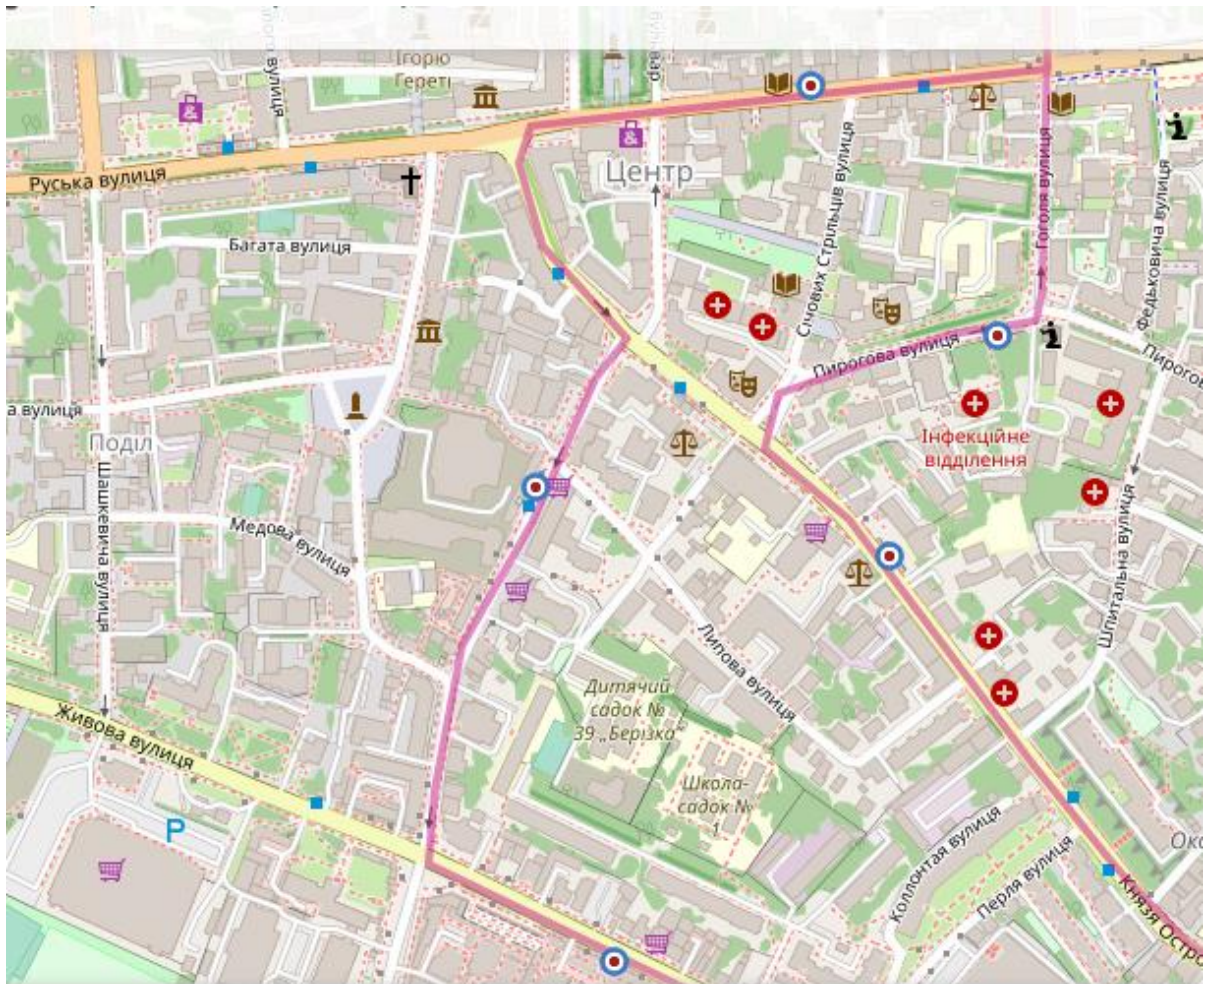 Ігорю
Гереті
вулиця
Руська вулиця
Центр
Багата вулиця
Січових Стрільців вулиця
Гоголя вулиця
Федьковича вулиця
Пирогова вулиця
Пирогов
а вулиця
Поділ
Шашкевича вулиця
Інфекційне
відділення
Медова вулиця
Шпитальна вулиця
Липова вулиця
Дитячий
садок №
39 „Берізка“
Живова вулиця
Школа-
садок №
1
P
Коллонтая вулиця
Перля вулиця
Князя Остро